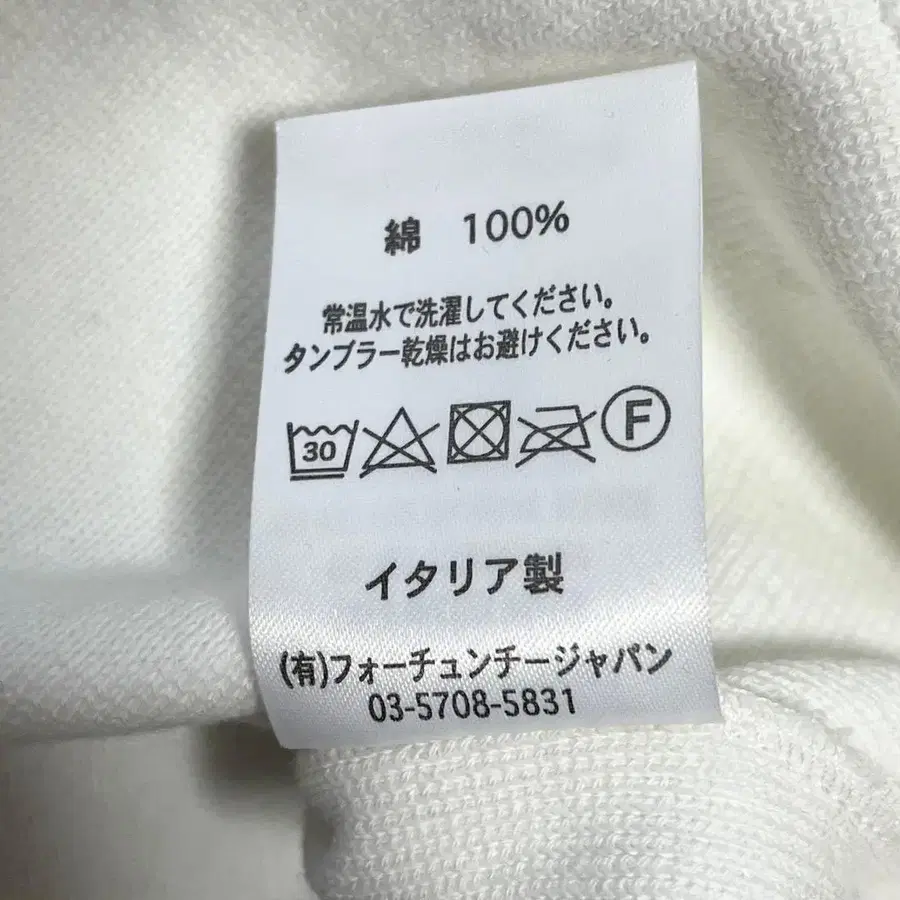 綿 100%
常温水で洗濯してください。
タンブラー乾燥はお避けください。
30 F
イタリア製
(有)フォーチュンチージャパン
03-5708-5831